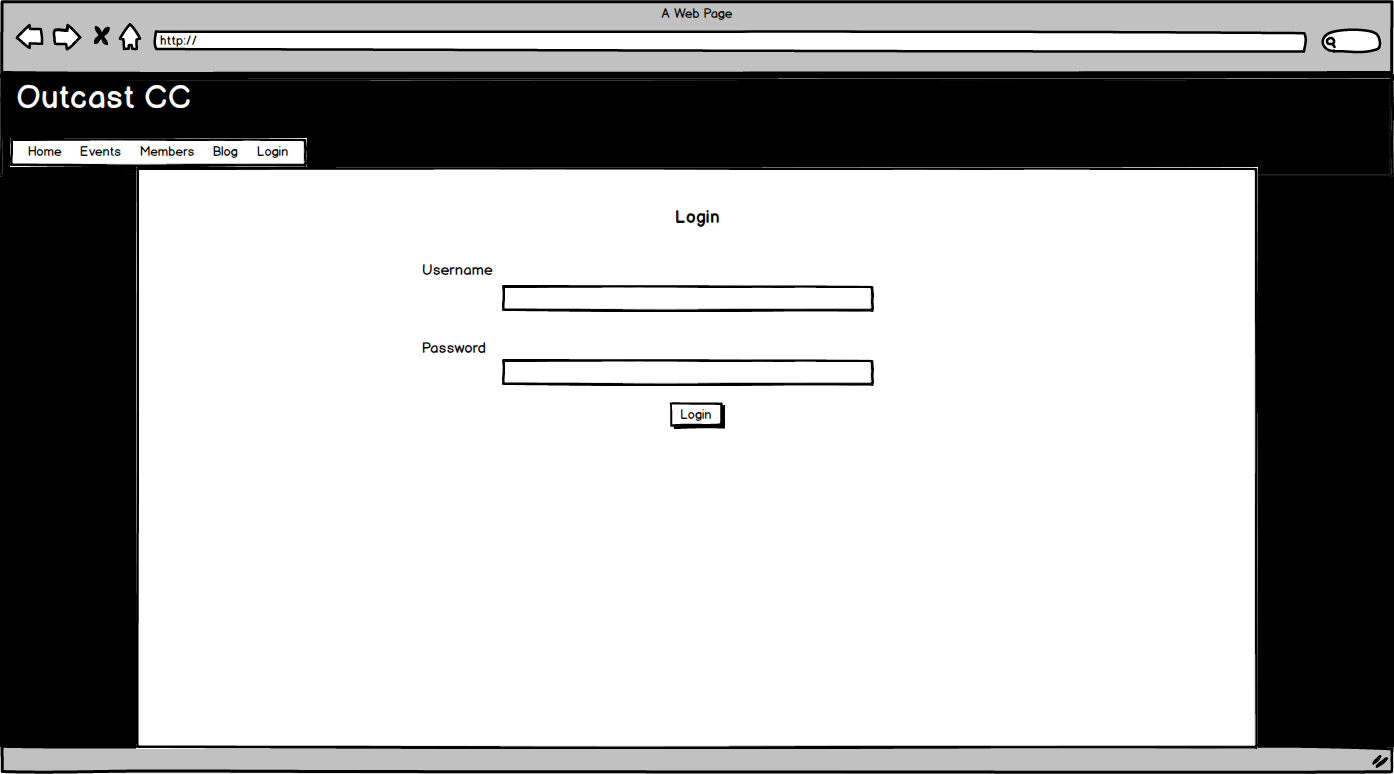 A Web Page
http://
Outcast CC
Home Events Members Blog Login
Login
Username
Password
Login